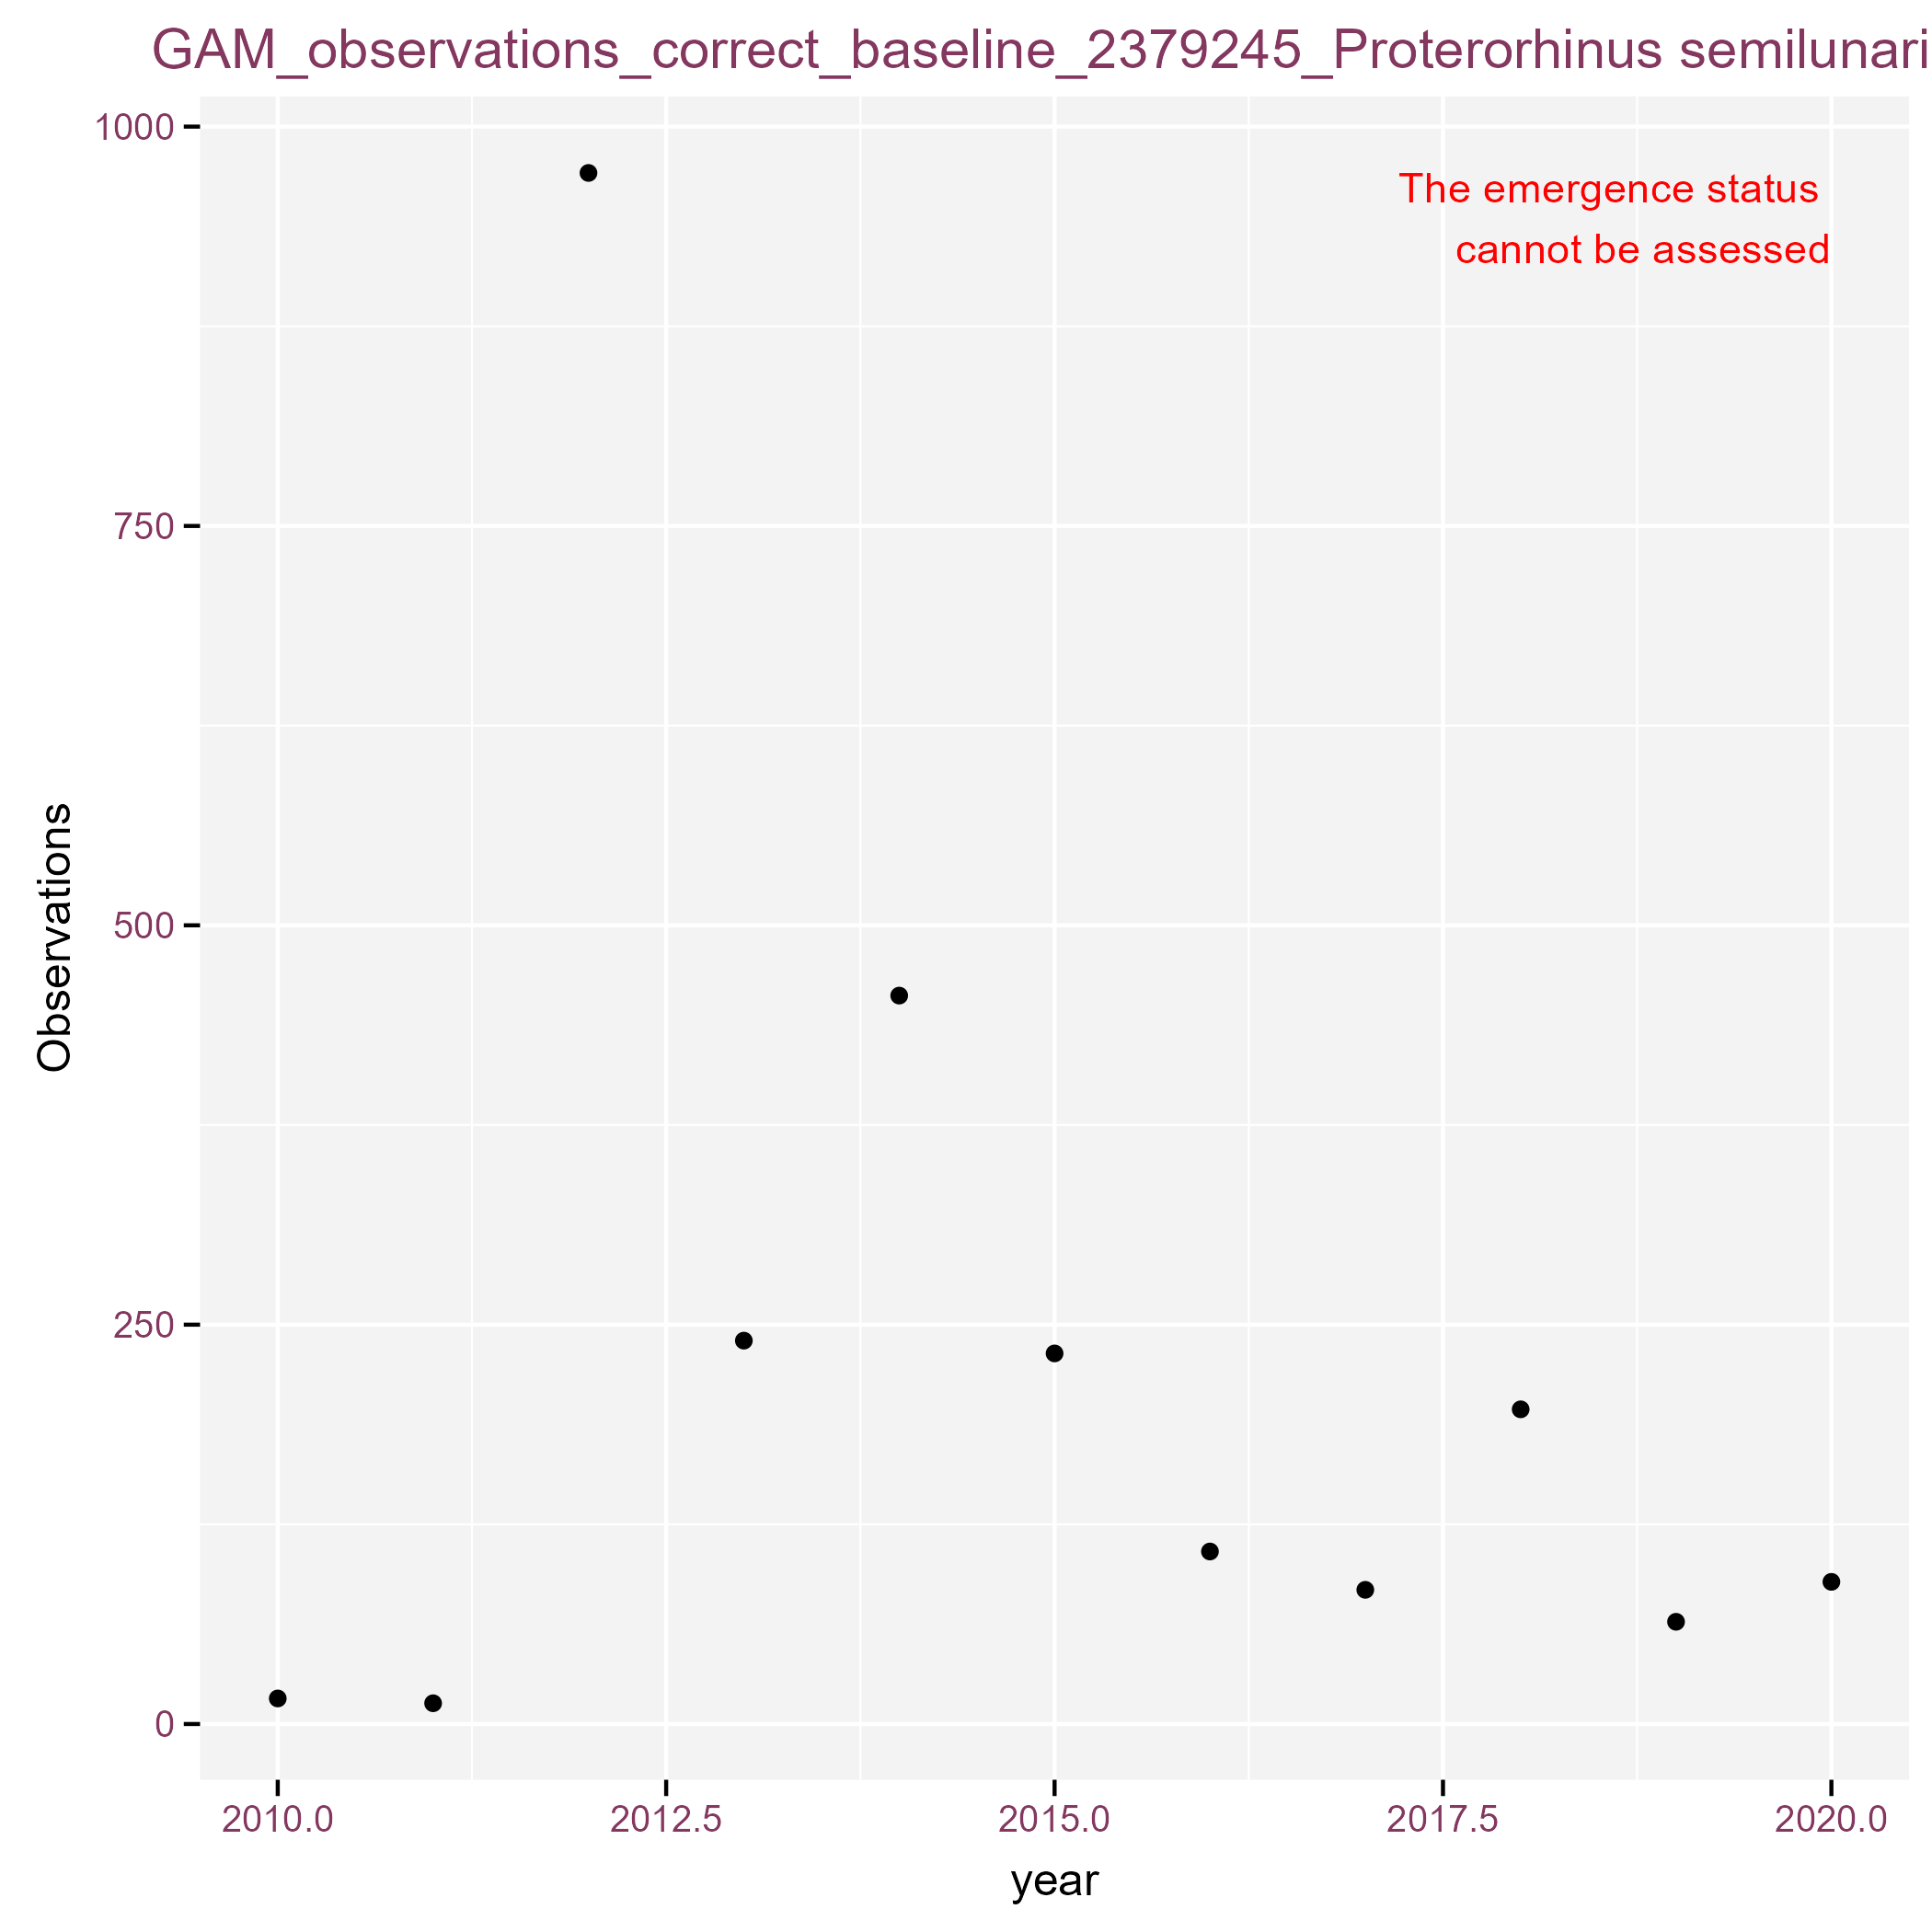 GAM_observations_correct_baseline_2379245_Proterorhinus semilunari
1000
The emergence status
cannot be assessed
750
Observations
500
250
0
2010.0 2012.5 2015.0 2017.5 2020.0
year